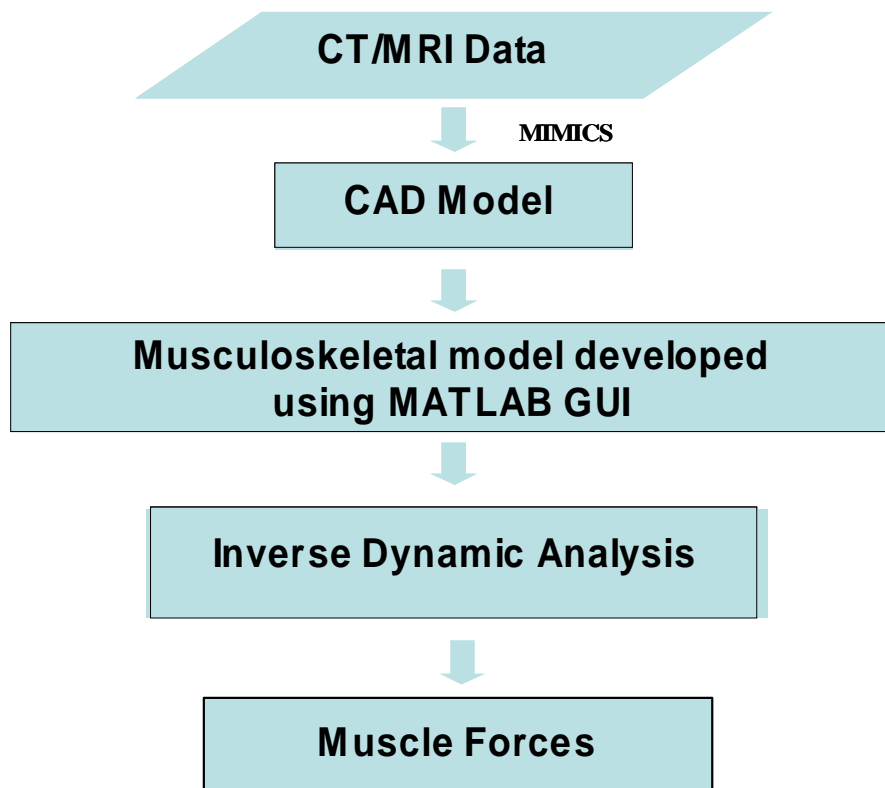 CT/MRI Data
MIMICS
CAD Model
Musculoskeletal model developed
using MATLAB GUI
Inverse Dynamic Analysis
Muscle Forces